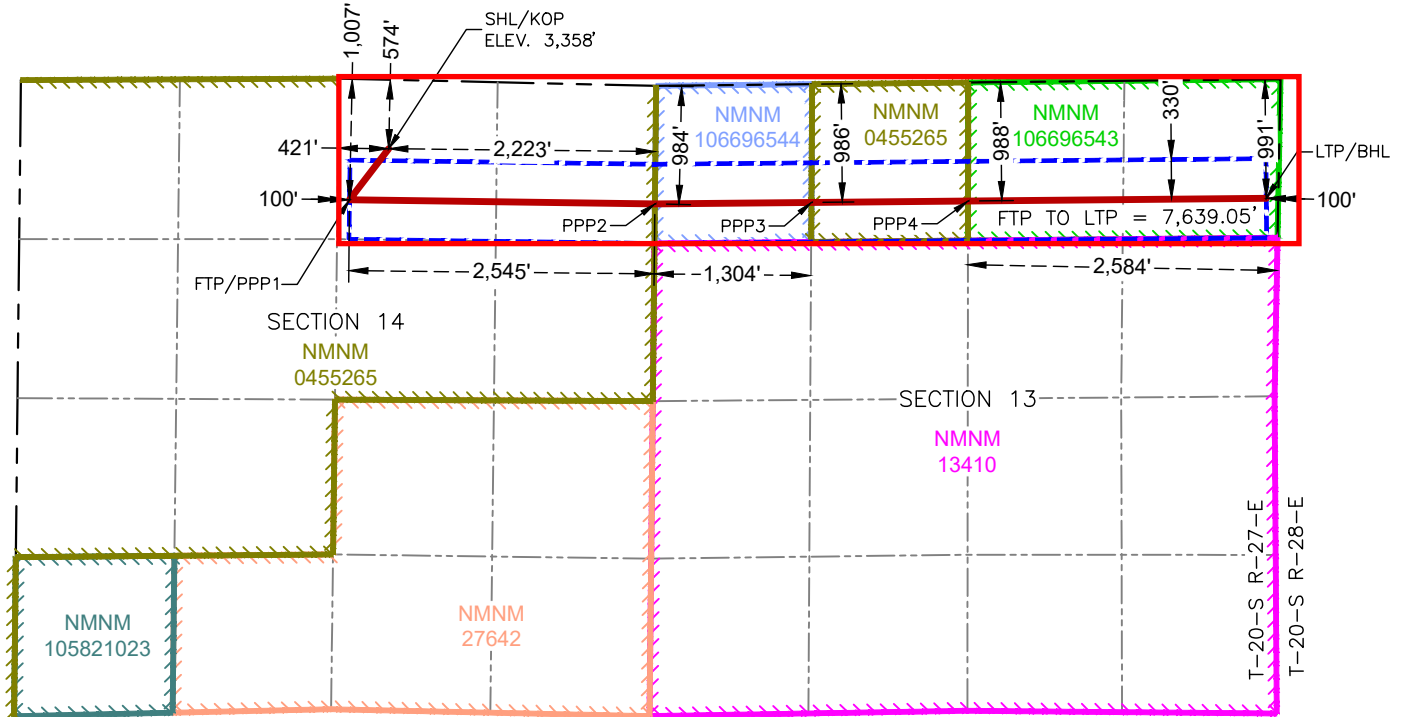 1,007'
574'
SHL/KOP
ELEV. 3,358'
421'
2,223'
984'
NMNM
106696544
986'
NMNM
0455265
988'
NMNM
106696543
330'
991'
LTP/BHL
100'
100'
PPP2
PPP3
PPP4
FTP TO LTP = 7,639.05'
FTP/PPP1
2,545'
1,304'
2,584'
SECTION 14
NMNM
0455265
SECTION 13
NMNM
13410
NMNM
105821023
NMNM
27642
T-20-S R-27-E
T-20-S R-28-E